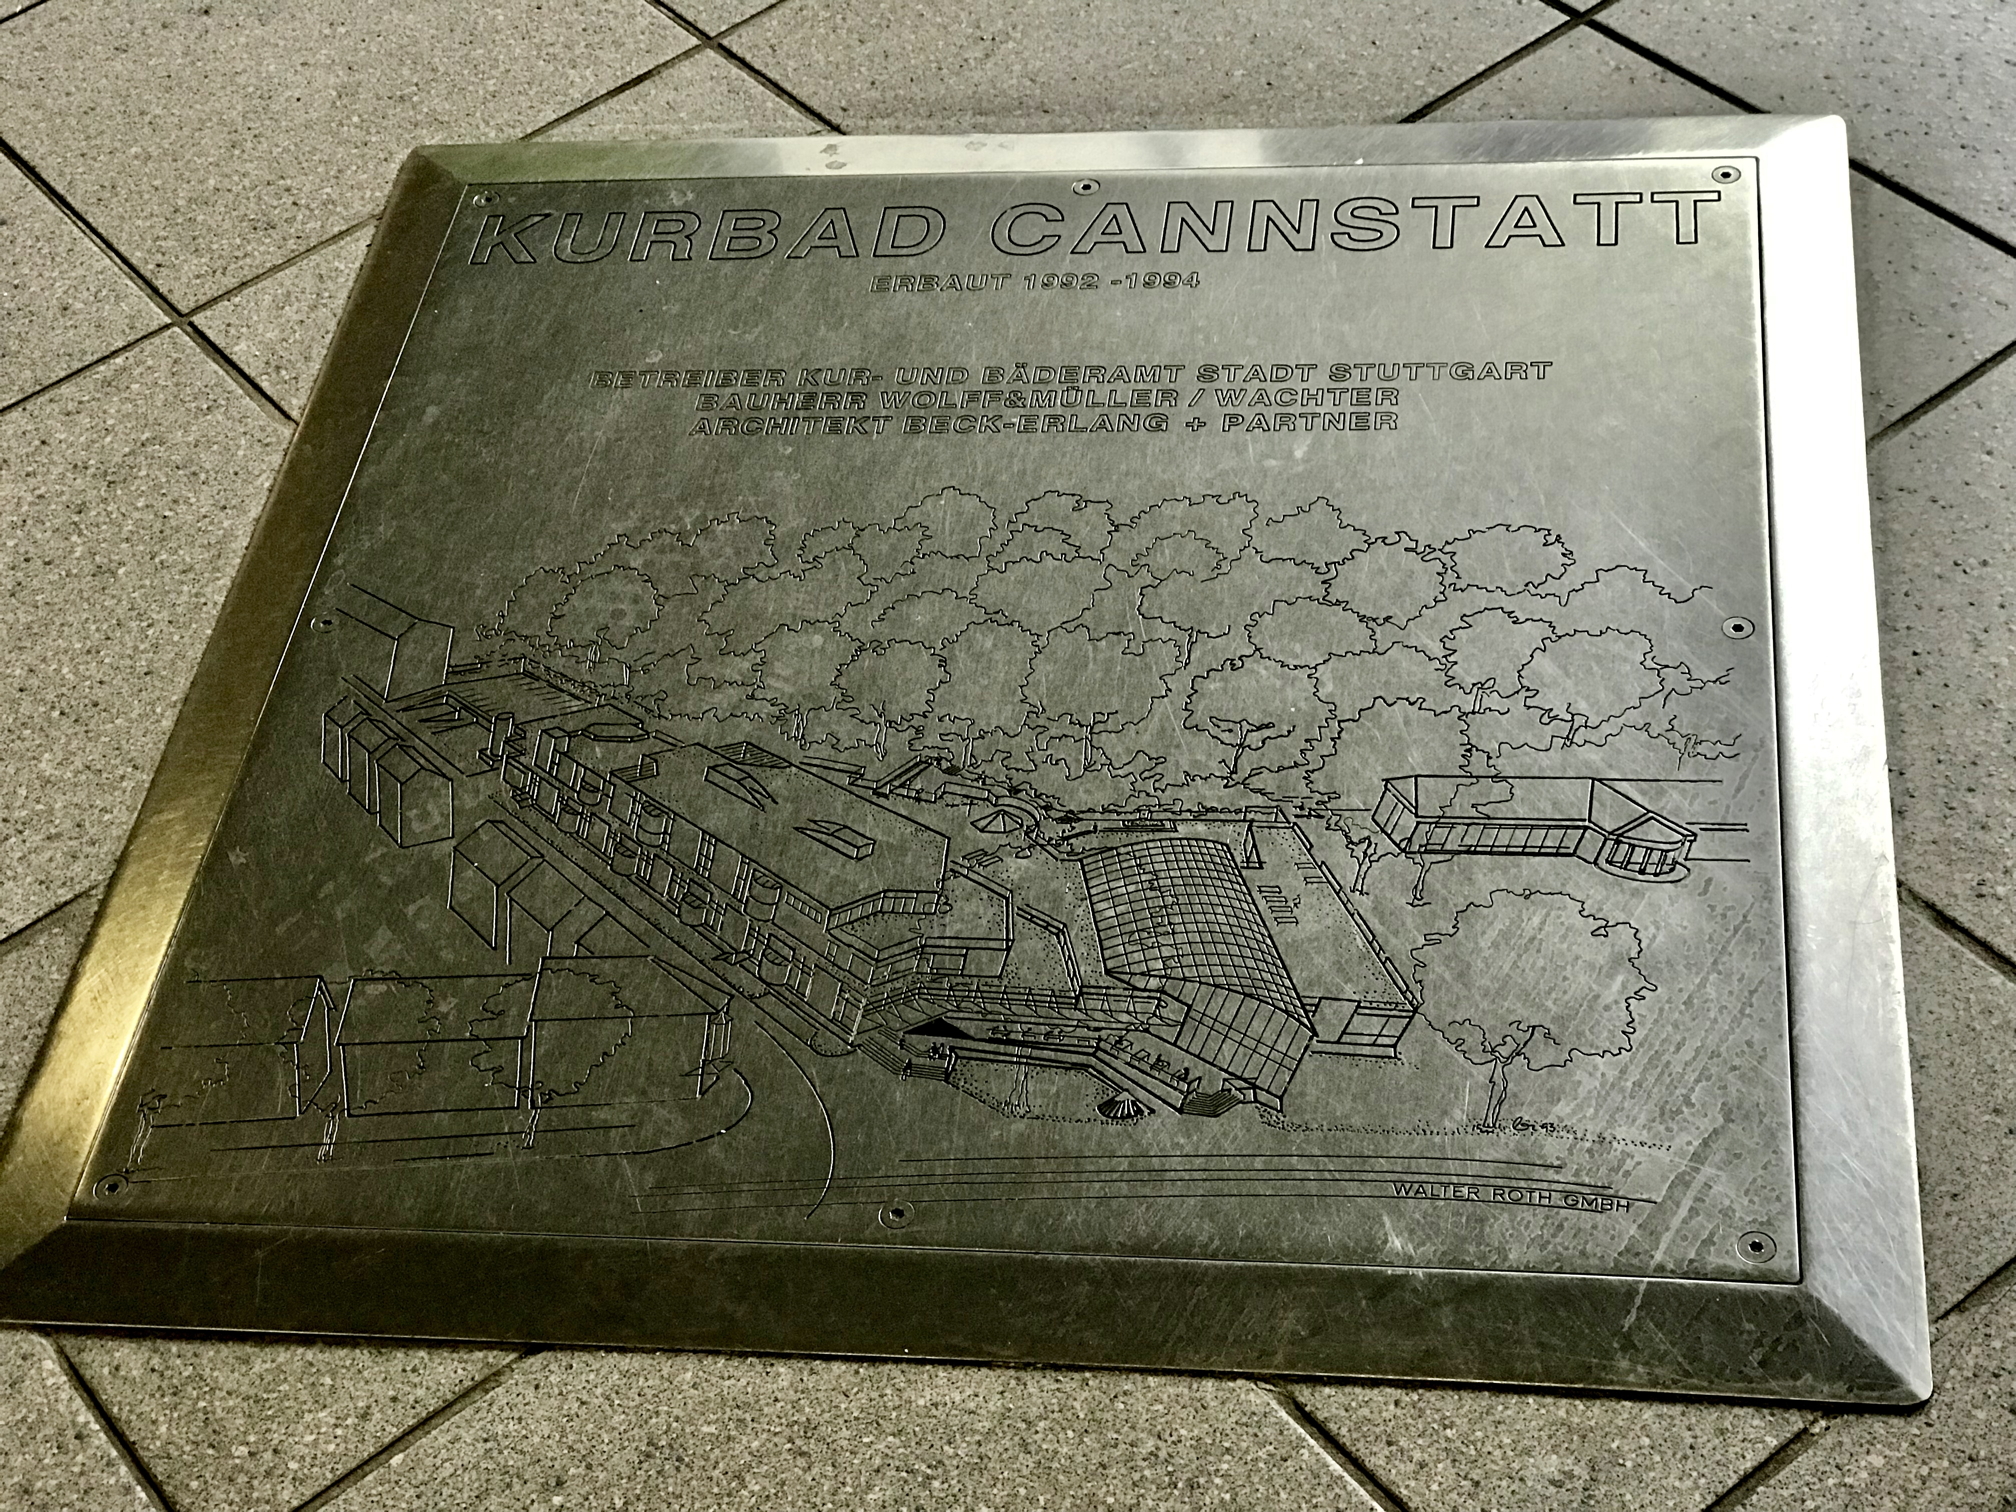 KURBAD CANNSTATT
ERBAUT 1992 -1994
BETREIBER KUR- UND BÄDERAMT STADT STUTTGART
BAUHERR WOLFF&MÜLLER / WACHTER
ARCHITEKT BECK-ERLANG + PARTNER
93
WALTER ROTH GMBH